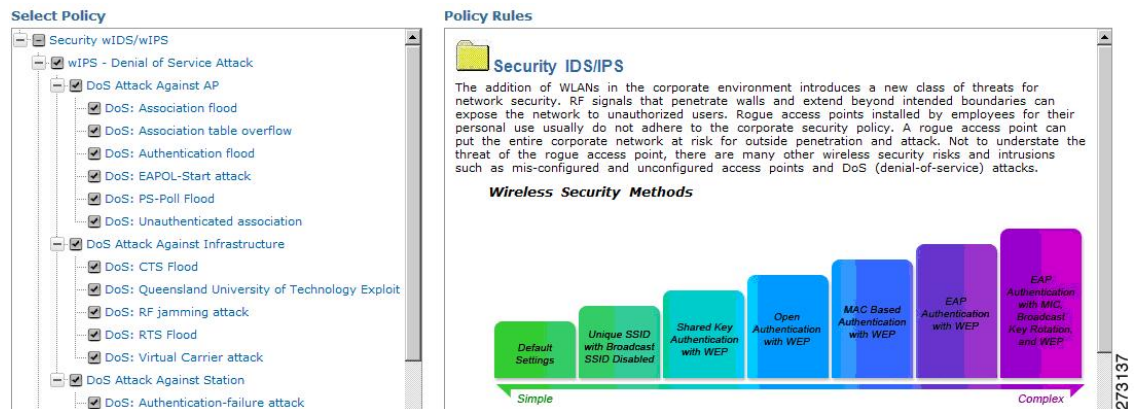 Select Policy
Security wIDS/wIPS
wIPS - Denial of Service Attack
DoS Attack Against AP
DoS: Association flood
DoS: Association table overflow
DoS: Authentication flood
DoS: EAPOL-Start attack
DoS: PS-Poll Flood
DoS: Unauthenticated association
DoS Attack Against Infrastructure
DoS: CTS Flood
DoS: Queensland University of Technology Exploit
DoS: RF jamming attack
DoS: RTS Flood
DoS: Virtual Carrier attack
DoS Attack Against Station
DoS: Authentication-failure attack
Policy Rules
Security IDS/IPS
The addition of WLANs in the corporate environment introduces a new class of threats for
network security. RF signals that penetrate walls and extend beyond intended boundaries can
expose the network to unauthorized users. Rogue access points installed by employees for their
personal use usually do not adhere to the corporate security policy. A rogue access point can
put the entire corporate network at risk for outside penetration and attack. Not to understate the
threat of the rogue access point, there are many other wireless security risks and intrusions
such as mis-configured and unconfigured access points and DoS (denial-of-service) attacks.
Wireless Security Methods
Default
Settings
Unique SSID
with Broadcast
SSID Disabled
Shared Key
Authentication
with WEP
Open
Authentication
with WEP
MAC Based
Authentication
with WEP
EAP
Authentication
with WEP
EAP
Authentication
with MIC,
Broadcast
Key Rotation,
and WEP
Simple
Complex
273137